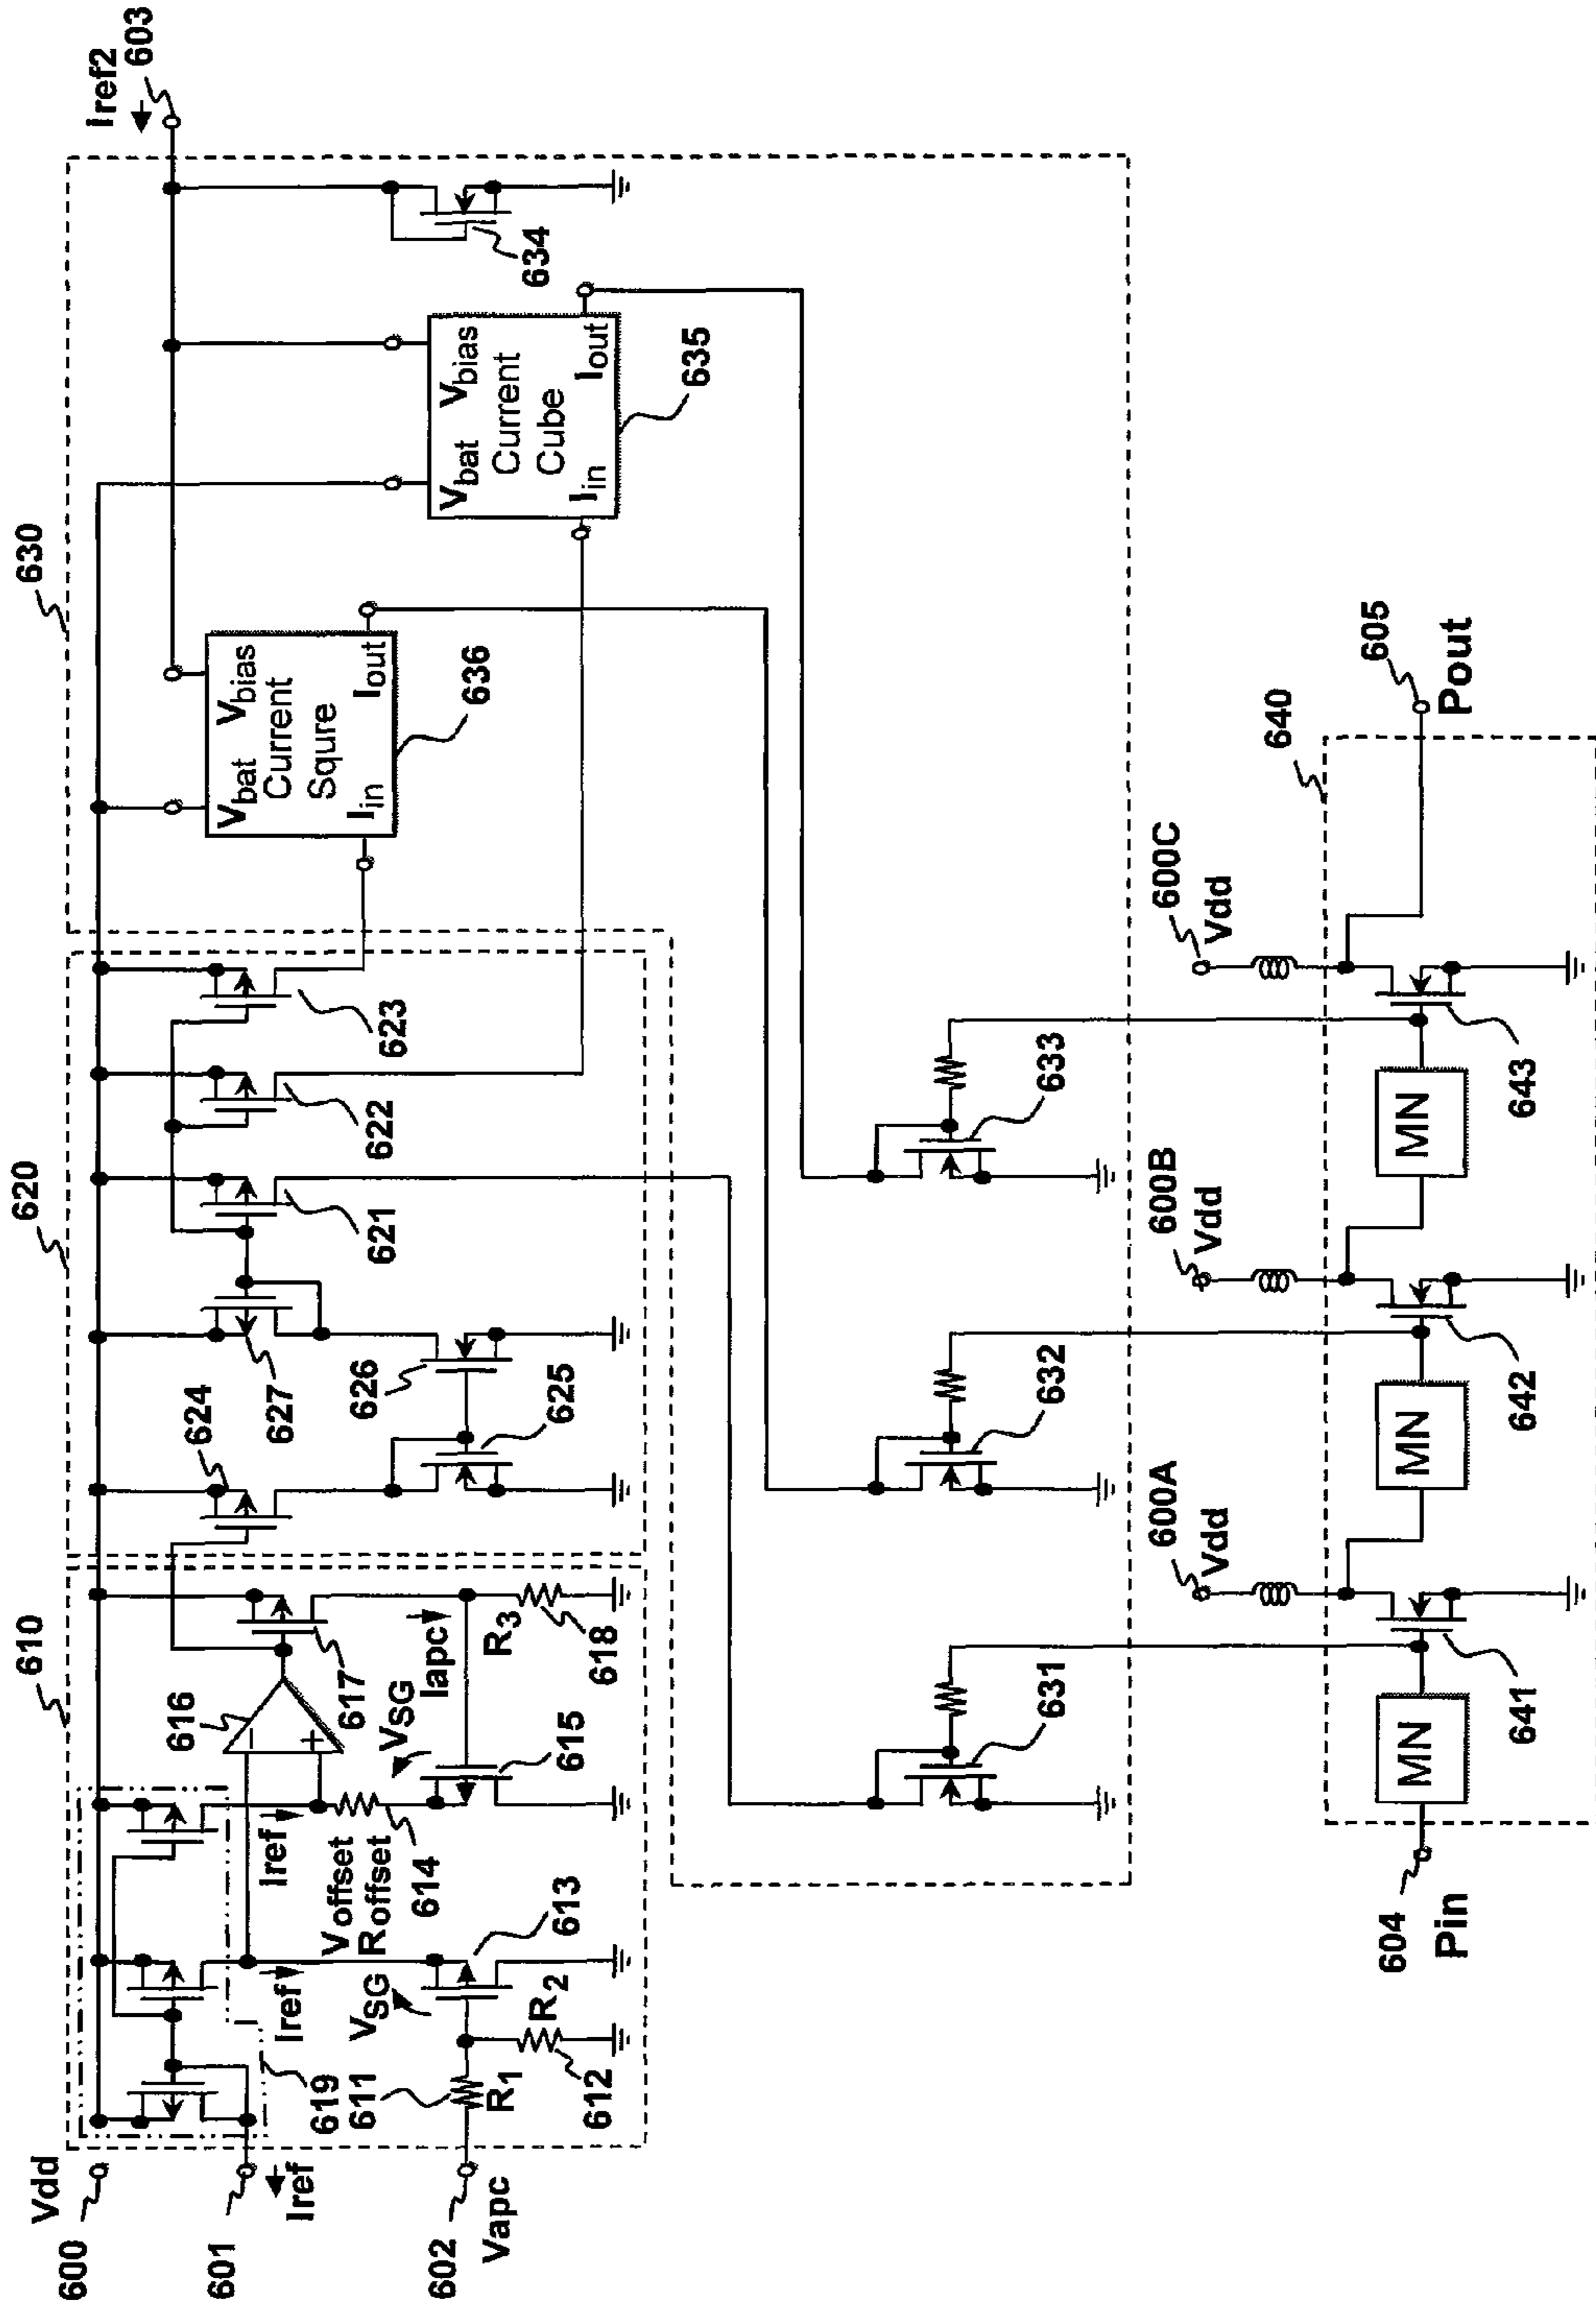 Vdd
600
601
Iref
602
Vapc
610
619
611
R1
612
R2
Iref
VSG
613
Iref
Voffset
Roffset
614
616
−
+
617
VSG
Iapc
615
R3
618
620
624
627
626
625
621
622
623
630
Vbat
Vbias
Current
Squre
Iin
Iout
636
Vbat
Vbias
Current
Cube
Iin
Iout
635
634
Iref2
603
631
632
633
600A
Vdd
600B
Vdd
600C
Vdd
640
604
Pin
MN
641
MN
642
MN
643
605
Pout